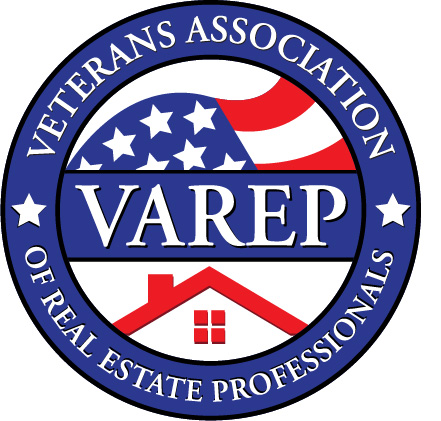 VETERANS ASSOCIATION
VAREP
OF REAL ESTATE PROFESSIONALS